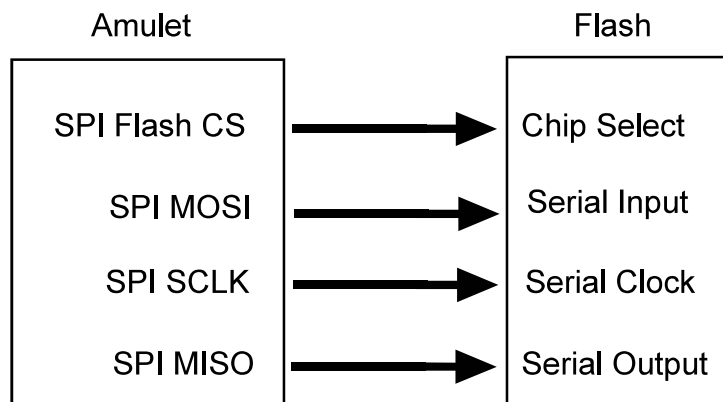 Amulet Flash
SPI Flash CS Chip Select
SPI MOSI Serial Input
SPI SCLK Serial Clock
SPI MISO Serial Output